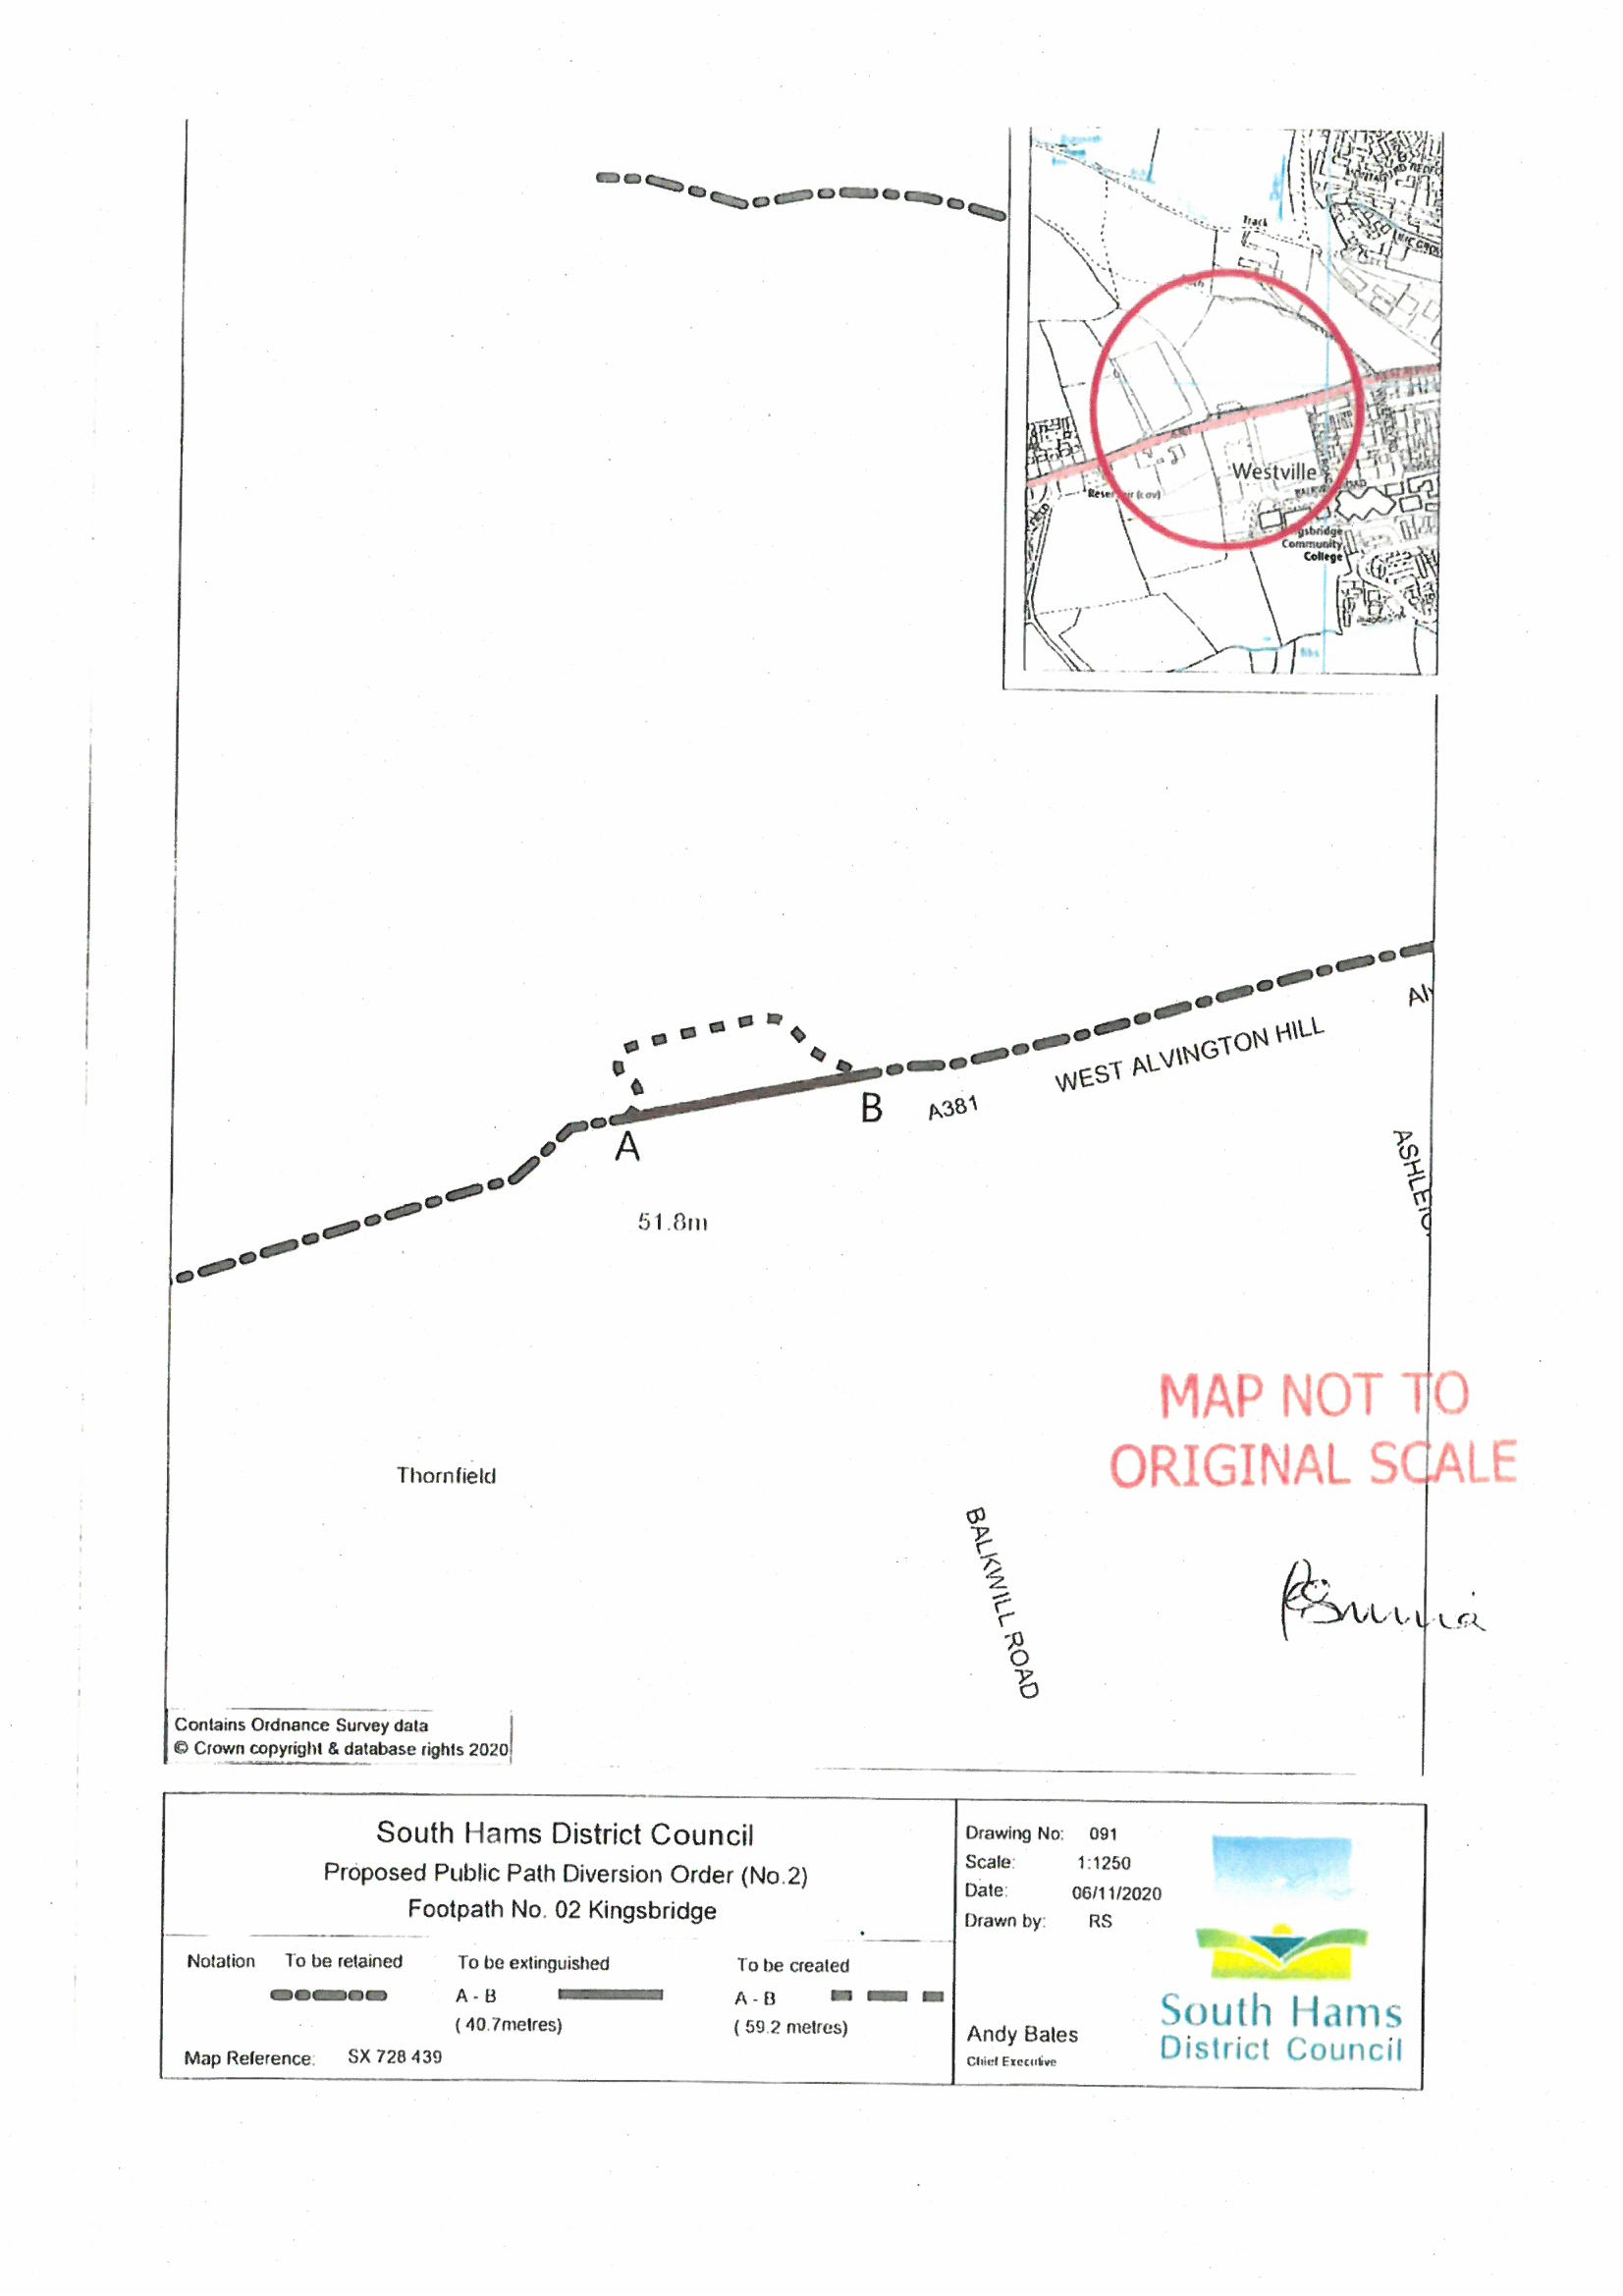 Track
Westville
Community
College
WEST ALVINGTON HILL
A381
A
B
51.8m
Thornfield
BALKWILL ROAD
MAP NOT TO
ORIGINAL SCALE
Contains Ordnance Survey data
© Crown copyright & database rights 2020
South Hams District Council
Proposed Public Path Diversion Order (No.2)
Footpath No. 02 Kingsbridge
Notation To be retained To be extinguished To be created
A - B A - B
( 40.7metres) ( 59.2 metres)
Map Reference: SX 728 439
Drawing No: 091
Scale: 1:1250
Date: 06/11/2020
Drawn by: RS
Andy Bales
Chief Executive
South Hams
District Council